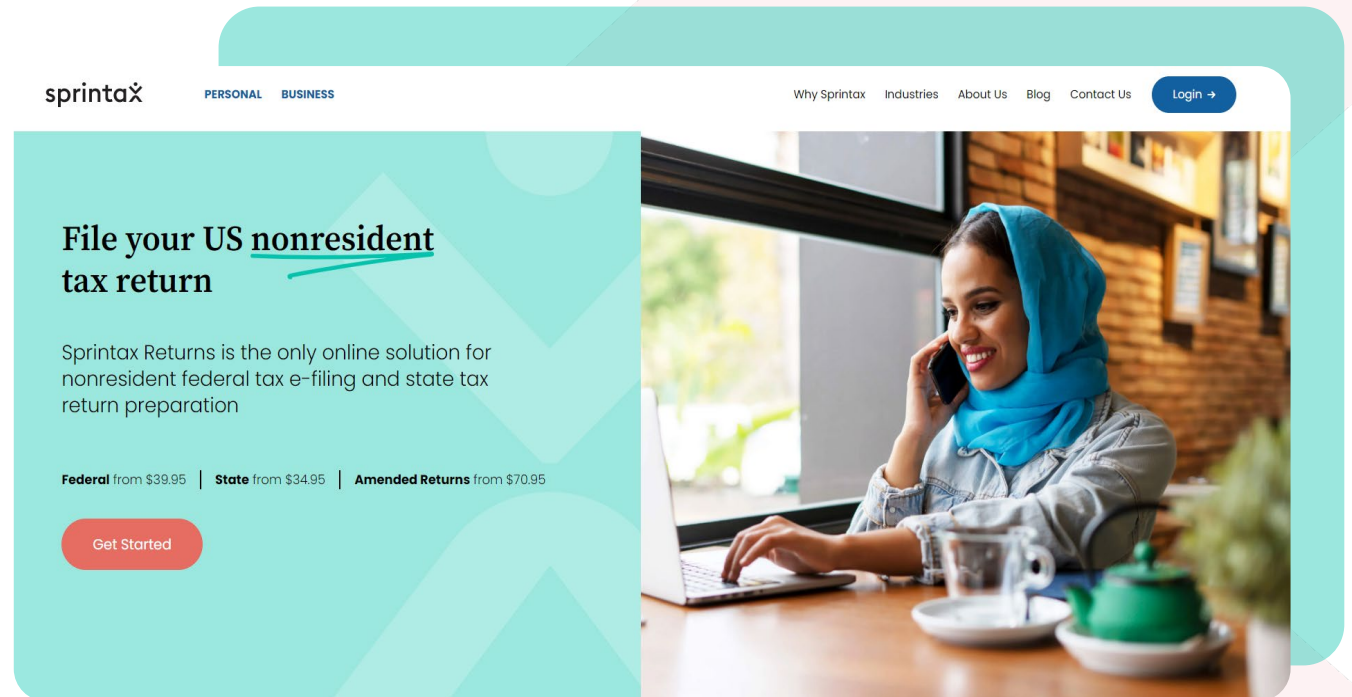 sprintax
PERSONAL BUSINESS
Why Sprintax Industries About Us Blog Contact Us Login →
File your US nonresident
tax return
Sprintax Returns is the only online solution for
nonresident federal tax e-filing and state tax
return preparation
Federal from $39.95 | State from $34.95 | Amended Returns from $70.95
Get Started